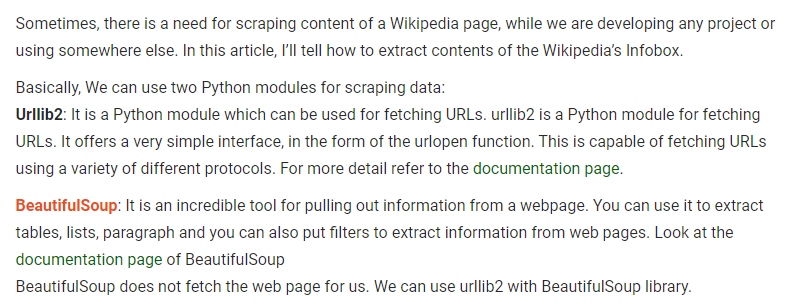 Sometimes, there is a need for scraping content of a Wikipedia page, while we are developing any project or
using somewhere else. In this article, I’ll tell how to extract contents of the Wikipedia’s Infobox.
Basically, We can use two Python modules for scraping data:
Urllib2: It is a Python module which can be used for fetching URLs. urllib2 is a Python module for fetching
URLs. It offers a very simple interface, in the form of the urlopen function. This is capable of fetching URLs
using a variety of different protocols. For more detail refer to the documentation page.
BeautifulSoup: It is an incredible tool for pulling out information from a webpage. You can use it to extract
tables, lists, paragraph and you can also put filters to extract information from web pages. Look at the
documentation page of BeautifulSoup
BeautifulSoup does not fetch the web page for us. We can use urllib2 with BeautifulSoup library.